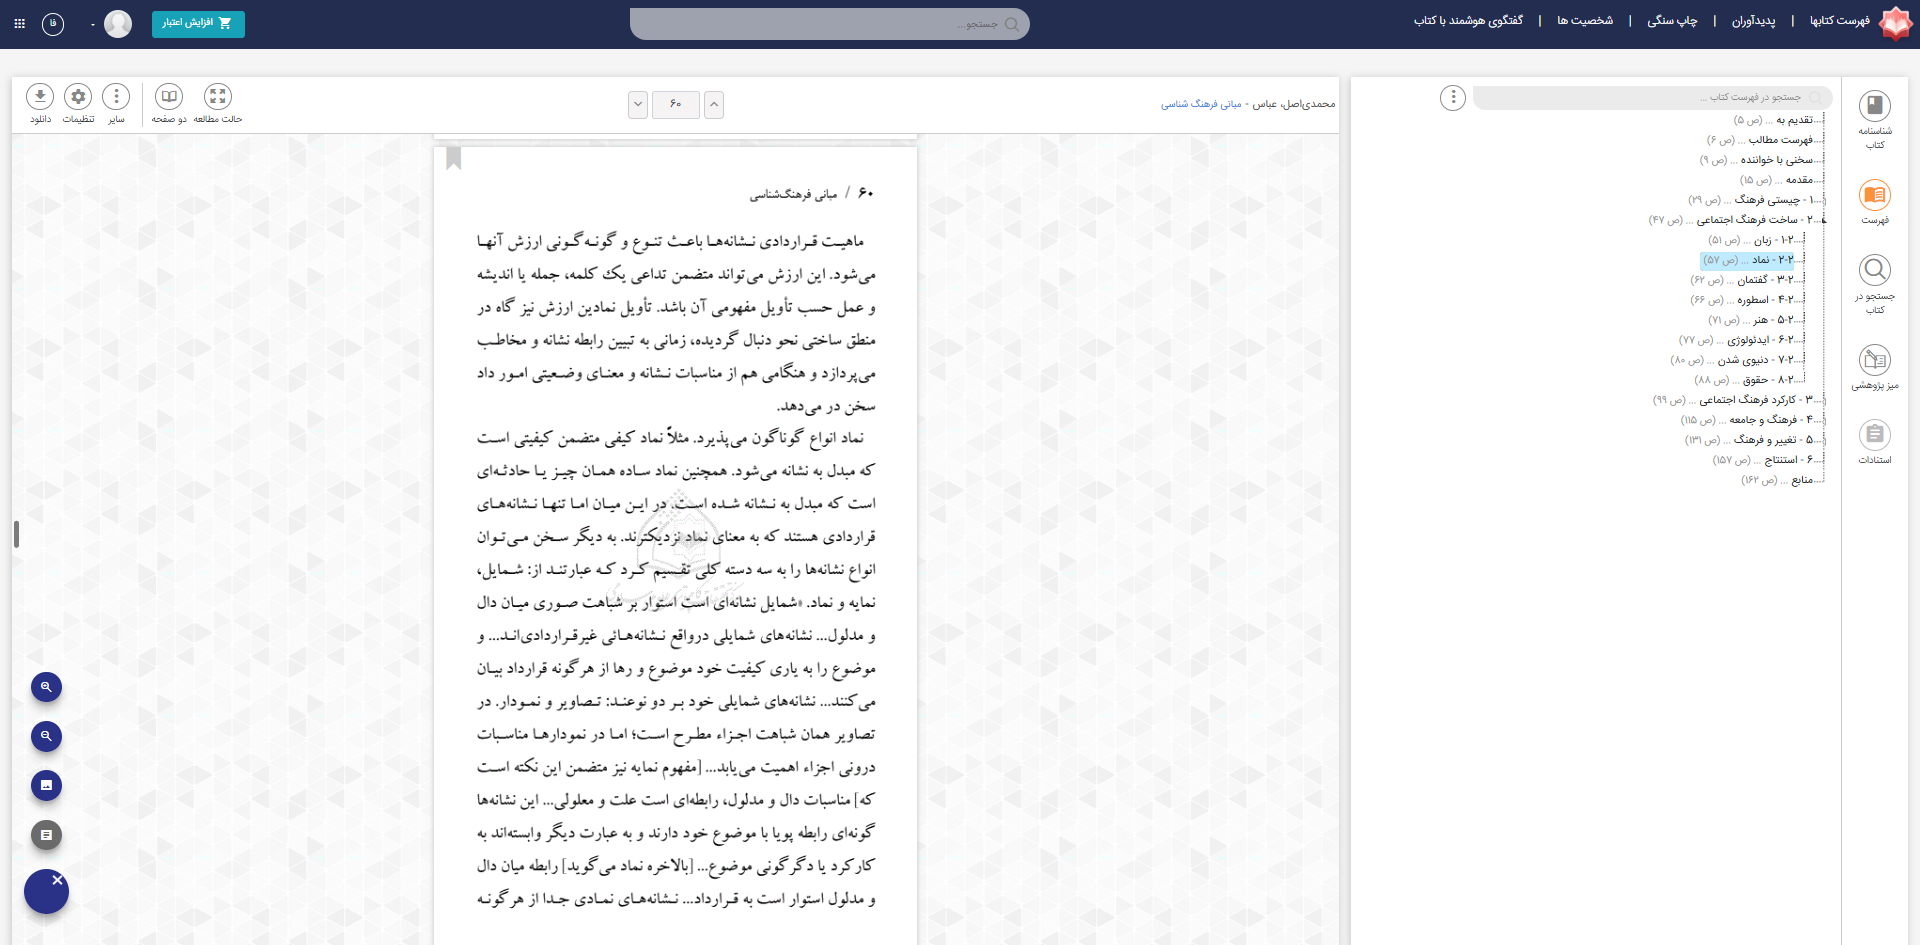 فهرست کتابها | پدیدآوران | چاپ سنگی | شخصیت ها | گفتگوی هوشمند با کتاب
جستجو...
افزایش اعتبار
فا
شناسنامه کتاب
فهرست
جستجو در کتاب
میز پژوهشی
استنادات
جستجو در فهرست کتاب ...
تقدیم به ... (ص ۵)
فهرست مطالب ... (ص ۶)
سخنی با خواننده ... (ص ۹)
مقدمه ... (ص ۱۵)
۱ - چیستی فرهنگ ... (ص ۲۹)
۲ - ساخت فرهنگ اجتماعی ... (ص ۴۷)
۱-۲ - زبان ... (ص ۵۱)
۲-۲ - نماد ... (ص ۵۷)
۳-۲ - گفتمان ... (ص ۶۲)
۴-۲ - اسطوره ... (ص ۶۶)
۵-۲ - هنر ... (ص ۷۱)
۶-۲ - ایدئولوژی ... (ص ۷۷)
۷-۲ - دنیوی شدن ... (ص ۸۰)
۸-۲ - حقوق ... (ص ۸۸)
۳ - کارکرد فرهنگ اجتماعی ... (ص ۹۹)
۴ - فرهنگ و جامعه ... (ص ۱۱۵)
۵ - تغییر و فرهنگ ... (ص ۱۳۱)
۶ - استنتاج ... (ص ۱۵۷)
منابع ... (ص ۱۶۲)
محمدی‌اصل، عباس - مبانی فرهنگ شناسی
۶۰
حالت مطالعه
دو صفحه
سایر
تنظیمات
دانلود
۶۰ / مبانی فرهنگ‌شناسی
ماهیت قراردادی نشانه‌ها باعث تنوع و گونه‌گونی ارزش آنها
می‌شود. این ارزش می‌تواند متضمن تداعی یک کلمه، جمله یا اندیشه
و عمل حسب تأویل مفهومی آن باشد. تأویل نمادین ارزش نیز گاه در
منطق ساختی نحو دنبال گردیده، زمانی به تبیین رابطه نشانه و مخاطب
می‌پردازد و هنگامی هم از مناسبات نشانه و معنای وضعیتی امور داد
سخن در می‌دهد.
نماد انواع گوناگون می‌پذیرد. مثلاً نماد کیفی متضمن کیفیتی است
که مبدل به نشانه می‌شود. همچنین نماد ساده همان چیز یا حادثه‌ای
است که مبدل به نشانه شده است. در این میان اما تنها نشانه‌های
قراردادی هستند که به معنای نماد نزدیکترند. به دیگر سخن می‌توان
انواع نشانه‌ها را به سه دسته کلی تقسیم کرد که عبارتند از: شمایل،
نمایه و نماد. «شمایل نشانه‌ای است استوار بر شباهت صوری میان دال
و مدلول... نشانه‌های شمایلی درواقع نشانه‌هائی غیرقراردادی‌اند... و
موضوع را به یاری کیفیت خود موضوع و رها از هرگونه قرارداد بیان
می‌کنند... نشانه‌های شمایلی خود بر دو نوعند: تصاویر و نمودار. در
تصاویر همان شباهت اجزاء مطرح است؛ اما در نمودارها مناسبات
درونی اجزاء اهمیت می‌یابد... [مفهوم نمایه نیز متضمن این نکته است
که] مناسبات دال و مدلول، رابطه‌ای است علت و معلولی... این نشانه‌ها
گونه‌ای رابطه پویا با موضوع خود دارند و به عبارت دیگر وابسته‌اند به
کارکرد یا دگرگونی موضوع... [بالاخره نماد می‌گوید] رابطه میان دال
و مدلول استوار است به قرارداد... نشانه‌های نمادی جدا از هرگونه